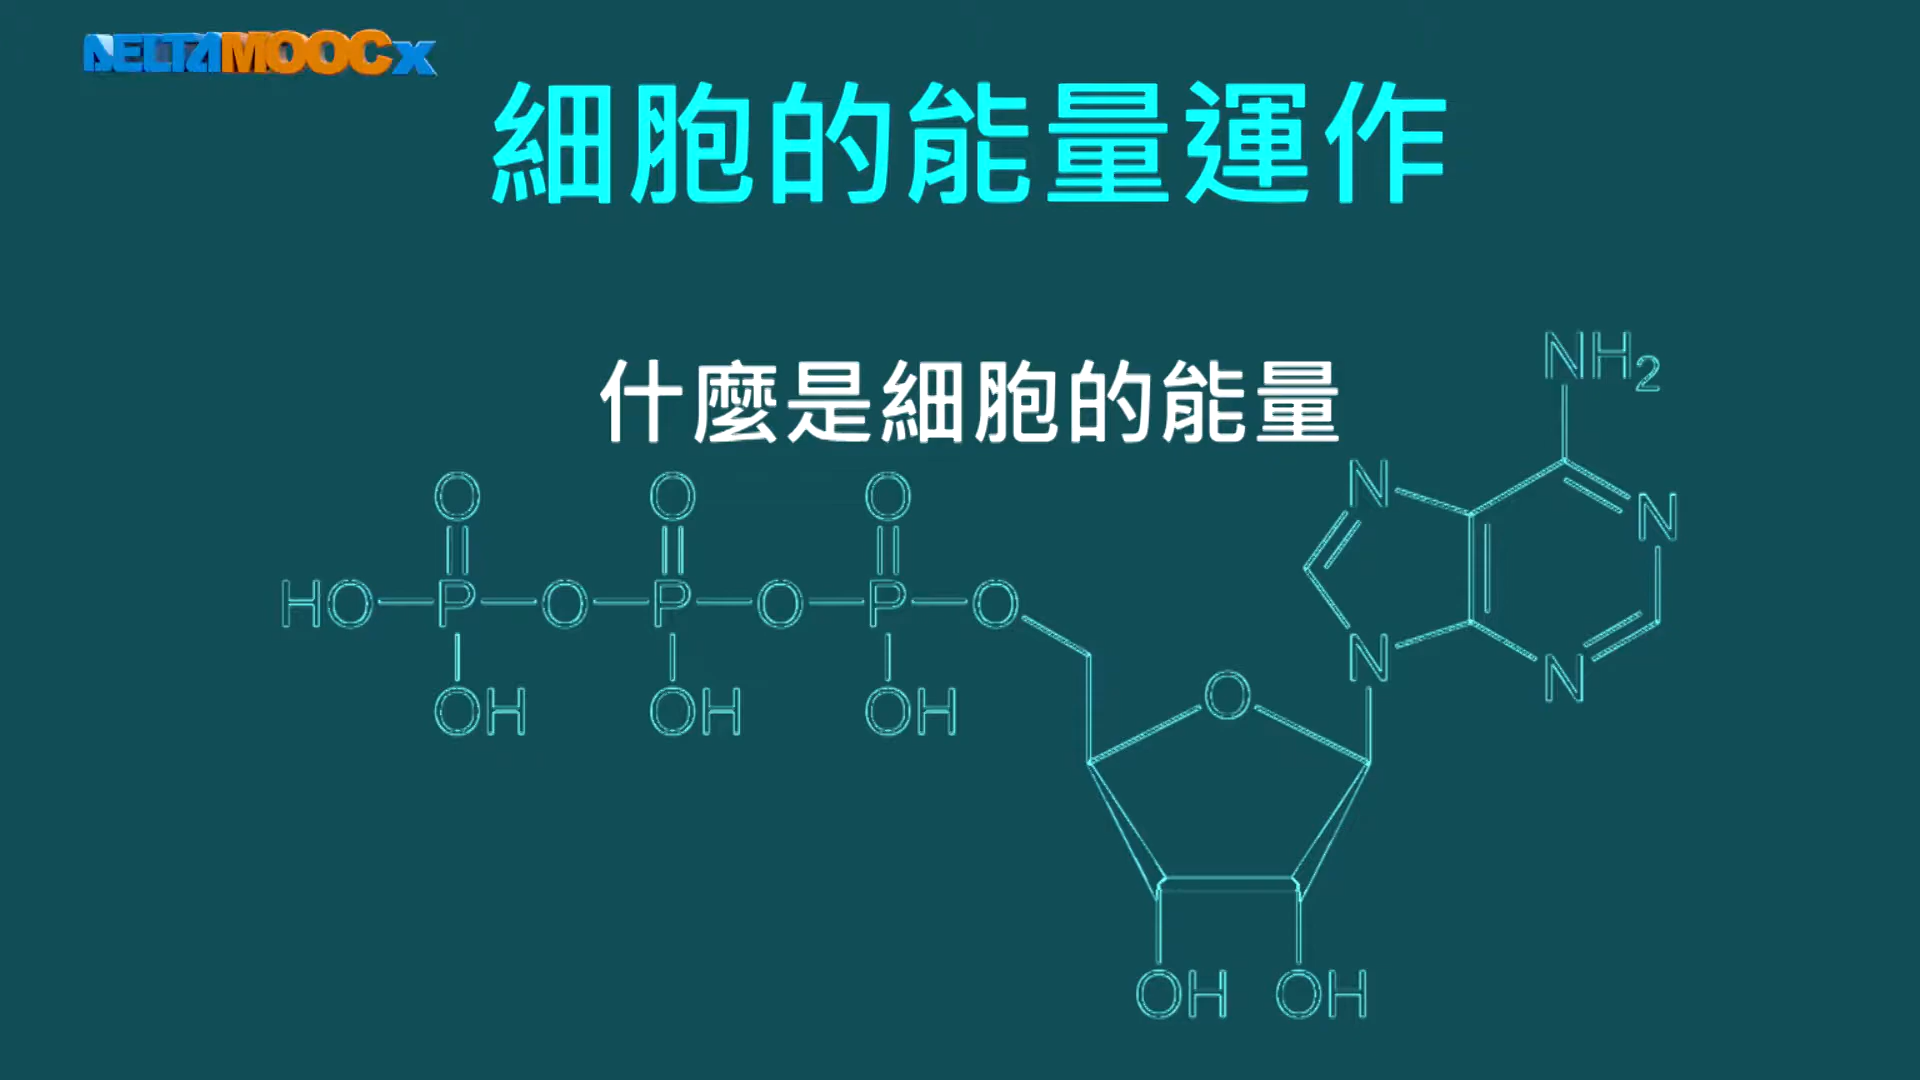 DELTAMOOCx
細胞的能量運作
什麼是細胞的能量
NH2
N
N
O O O
HO P O P O P O
N
N
O
OH OH OH
OH OH